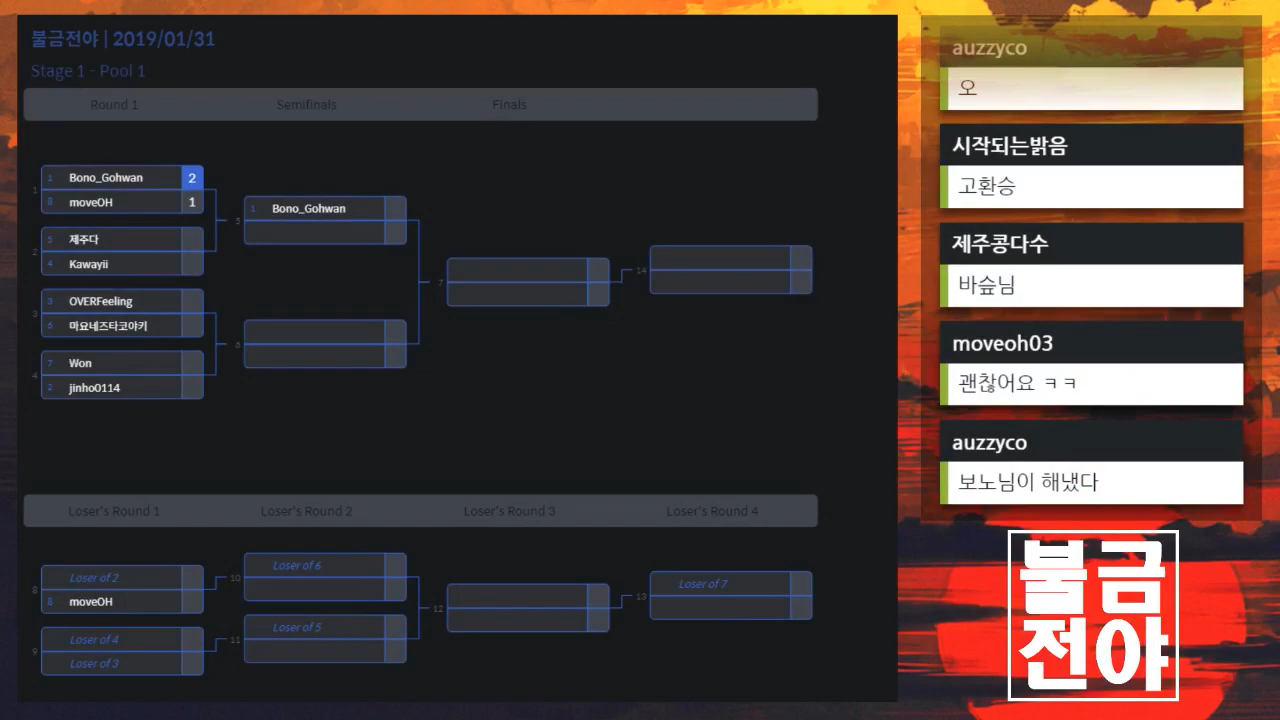 불금전야 | 2019/01/31
Stage 1 - Pool 1
Round 1 Semifinals Finals
1
1 Bono_Gohwan 2
8 moveOH 1
2
5 제주다
4 Kawayii
3
3 OVERFeeling
6 마요네즈타코야키
4
7 Won
2 jinho0114
5
1 Bono_Gohwan
6
7
14
Loser's Round 1 Loser's Round 2 Loser's Round 3 Loser's Round 4
8
Loser of 2
8 moveOH
9
Loser of 4
Loser of 3
10
Loser of 6
11
Loser of 5
12
13
Loser of 7
auzzyco
오
시작되는밝음
고환승
제주콩다수
바슾님
moveoh03
괜찮어요 ㅋㅋ
auzzyco
보노님이 해냈다
불금
전야